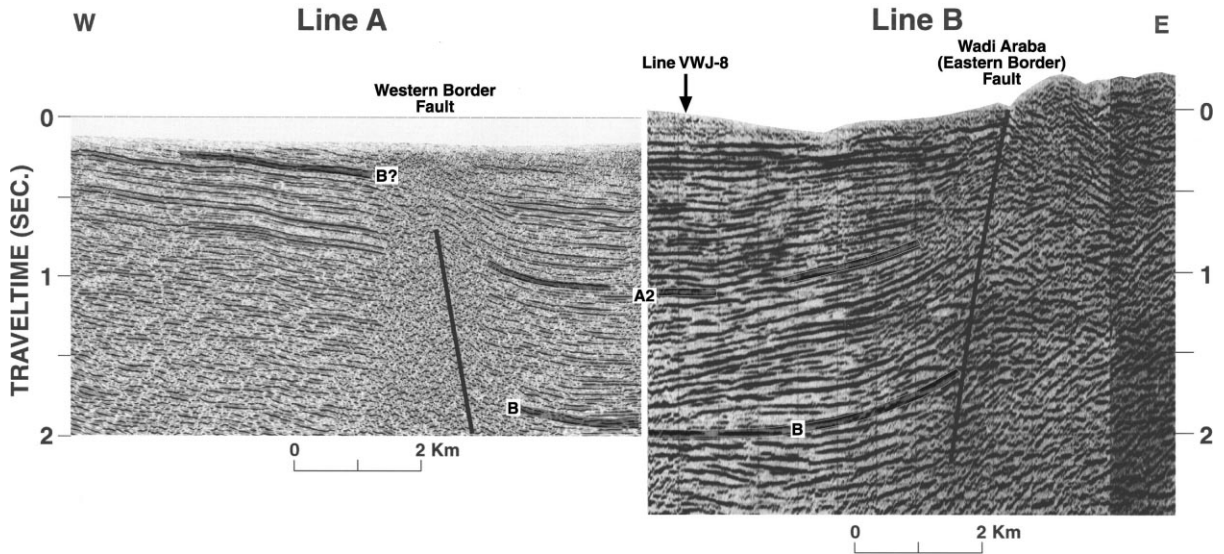 W
Line A
Line B
E
Line VWJ-8
Wadi Araba
(Eastern Border)
Fault
Western Border
Fault
0
0
B?
1
A2
1
TRAVELTIME (SEC.)
B
B
2
2
0
2 Km
0
2 Km